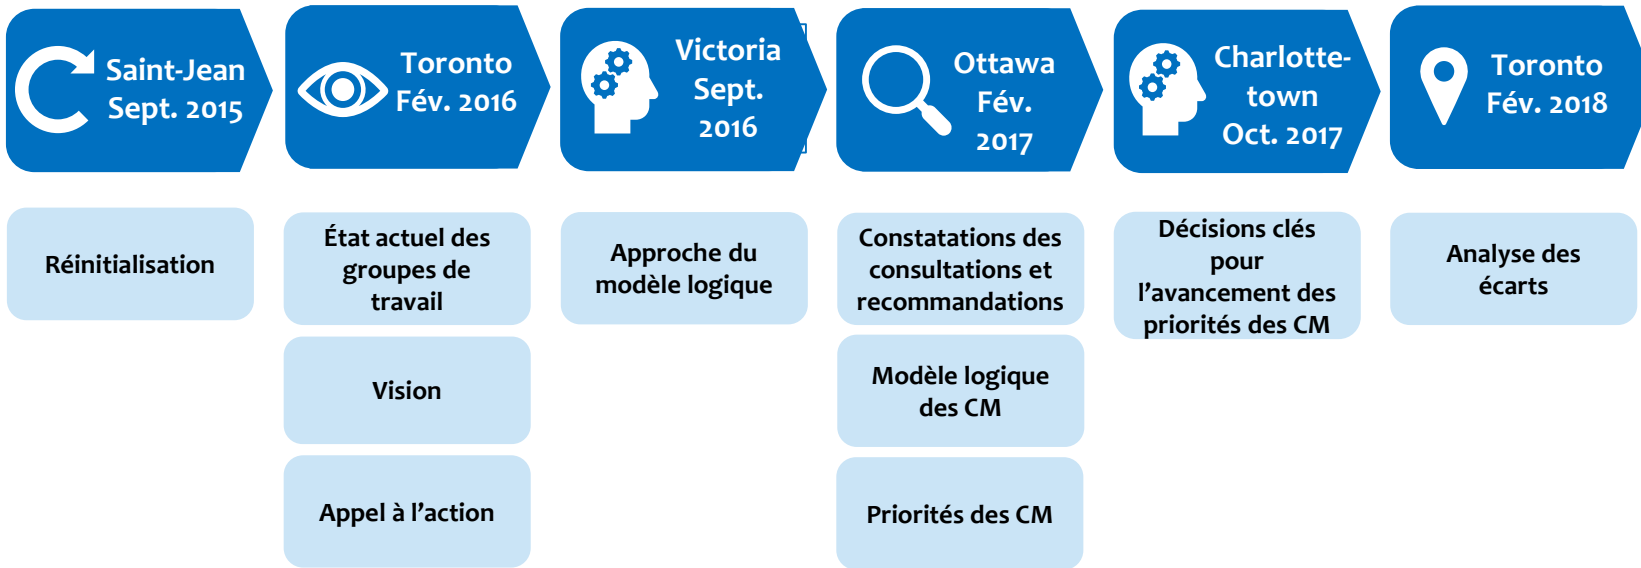 Saint-Jean
Sept. 2015
Toronto
Fév. 2016
Victoria
Sept.
2016
Ottawa
Fév.
2017
Charlotte-
town
Oct. 2017
Toronto
Fév. 2018
Réinitialisation
État actuel des
groupes de
travail
Vision
Appel à l’action
Approche du
modèle logique
Constatations des
consultations et
recommandations
Modèle logique
des CM
Priorités des CM
Décisions clés
pour
l’avancement des
priorités des CM
Analyse des
écarts